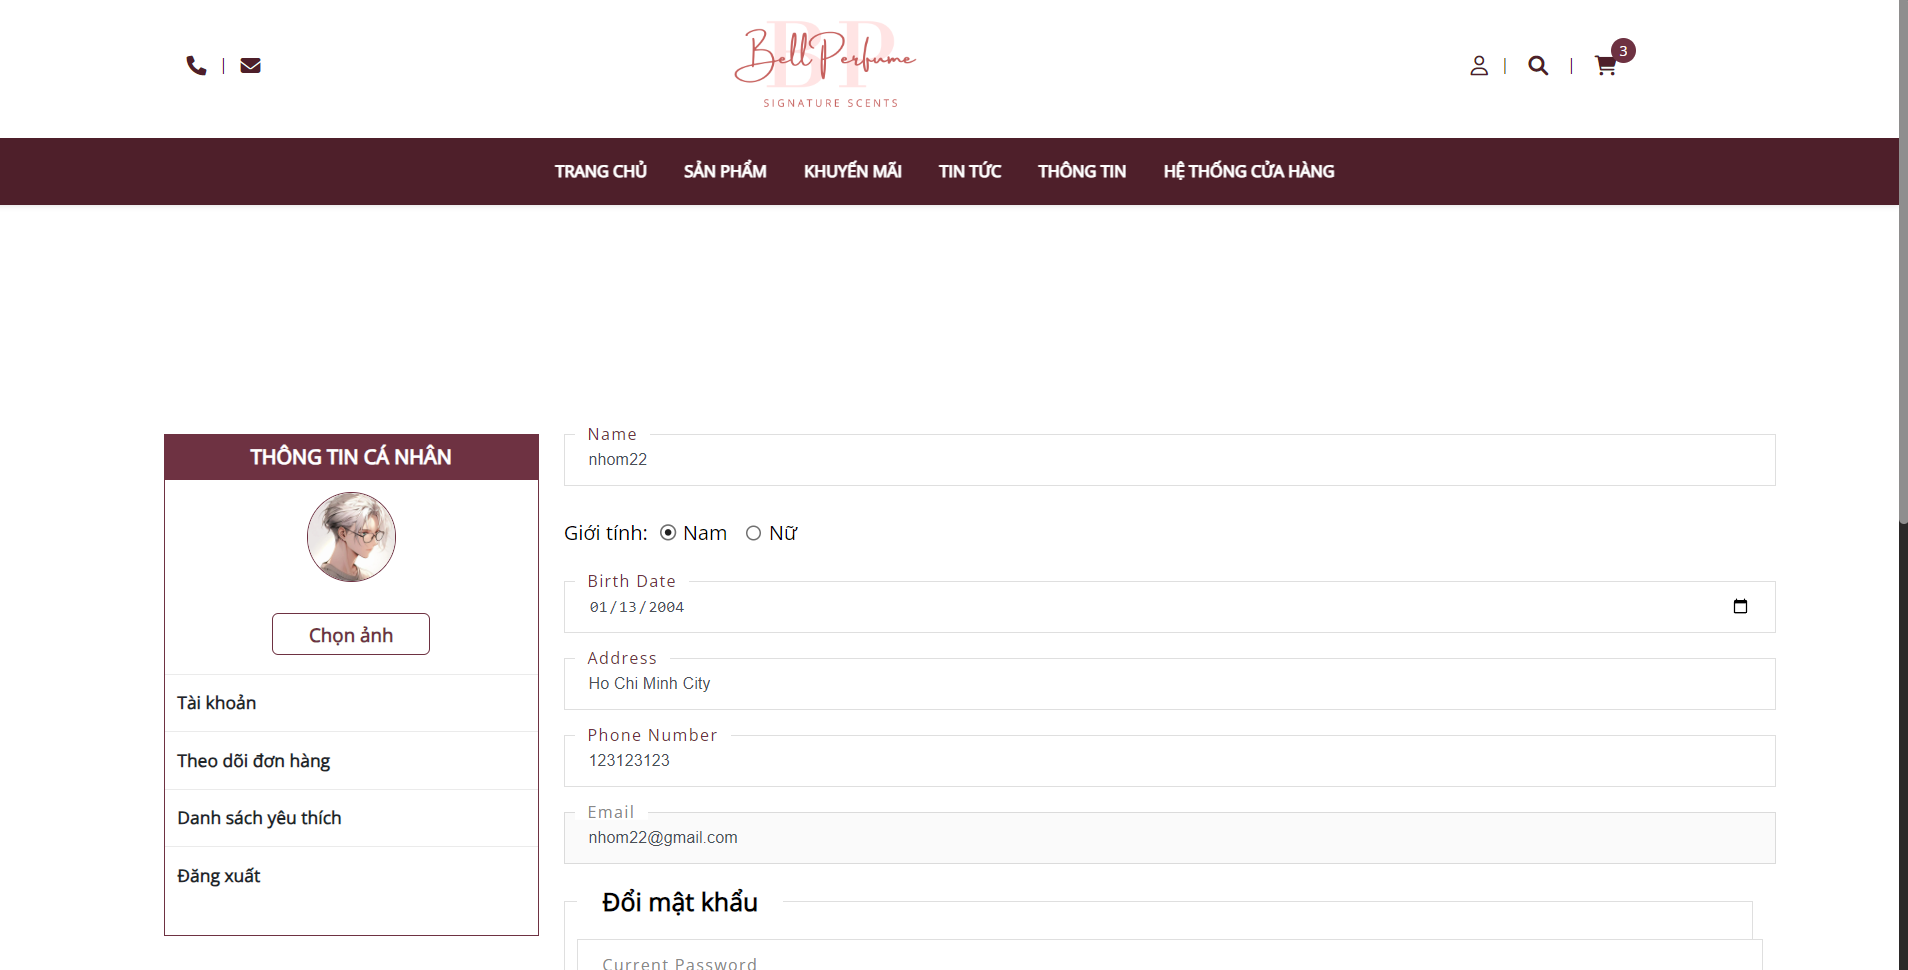 BP
Bell Perfume
SIGNATURE SCENTS
3
TRANG CHỦ SẢN PHẨM KHUYẾN MÃI TIN TỨC THÔNG TIN HỆ THỐNG CỬA HÀNG
THÔNG TIN CÁ NHÂN
Chọn ảnh
Tài khoản
Theo dõi đơn hàng
Danh sách yêu thích
Đăng xuất
Name
nhom22
Giới tính: Nam Nữ
Birth Date
01/13/2004
Address
Ho Chi Minh City
Phone Number
123123123
Email
nhom22@gmail.com
Đổi mật khẩu
Current Password